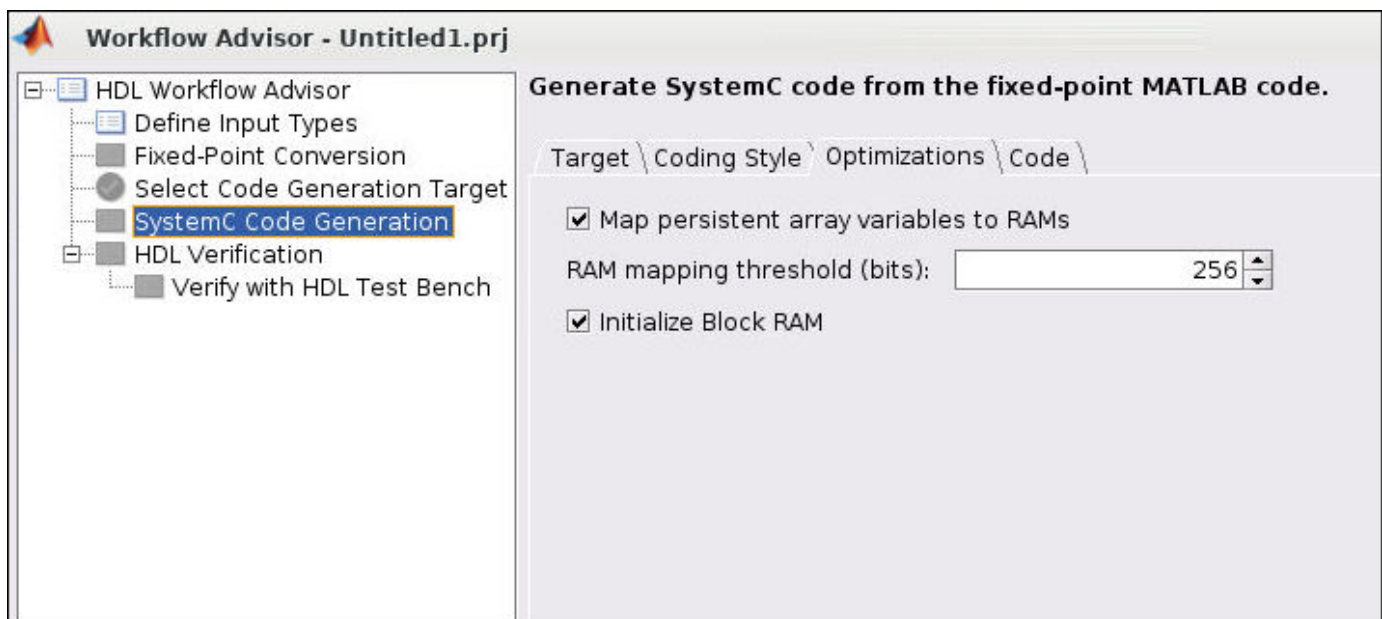 Workflow Advisor - Untitled1.prj
HDL Workflow Advisor
Define Input Types
Fixed-Point Conversion
Select Code Generation Target
SystemC Code Generation
HDL Verification
Verify with HDL Test Bench
Generate SystemC code from the fixed-point MATLAB code.
Target Coding Style Optimizations Code
Map persistent array variables to RAMs
RAM mapping threshold (bits): 256
Initialize Block RAM